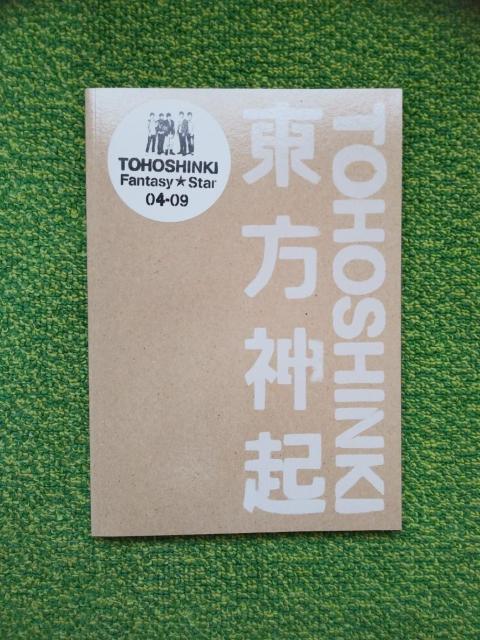 TOHOSHINKI
Fantasy★Star
04-09
東方神起
TOHOSHINKI